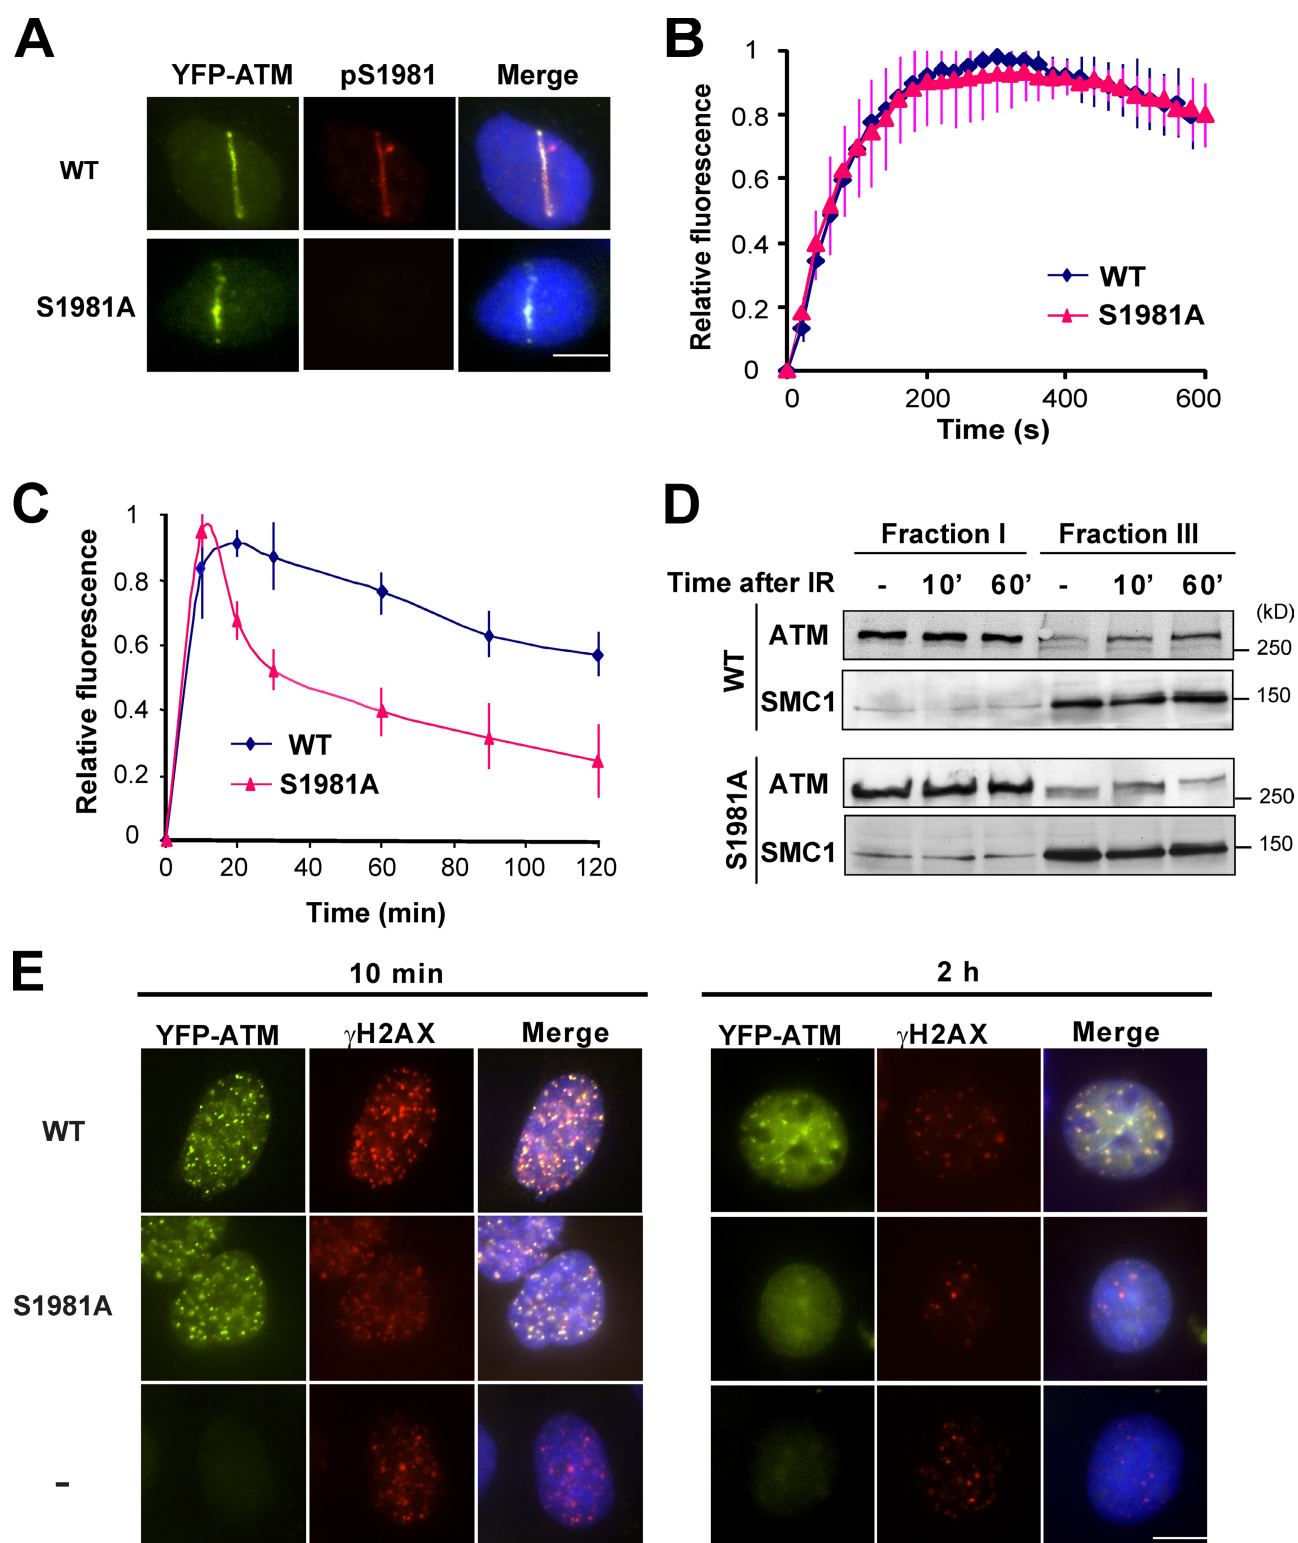 A
YFP-ATM pS1981 Merge
WT
S1981A
B
1
0.8
0.6
0.4
0.2
0
Relative fluorescence
WT
S1981A
0 200 400 600
Time (s)
C
1
0.8
0.6
0.4
0.2
0
Relative fluorescence
WT
S1981A
0 20 40 60 80 100 120
Time (min)
D
Fraction I Fraction III
Time after IR - 10’ 60’ - 10’ 60’
(kD)
WT
ATM 250
SMC1 150
S1981A
ATM 250
SMC1 150
E
10 min 2 h
YFP-ATM γH2AX Merge YFP-ATM γH2AX Merge
WT
S1981A
-